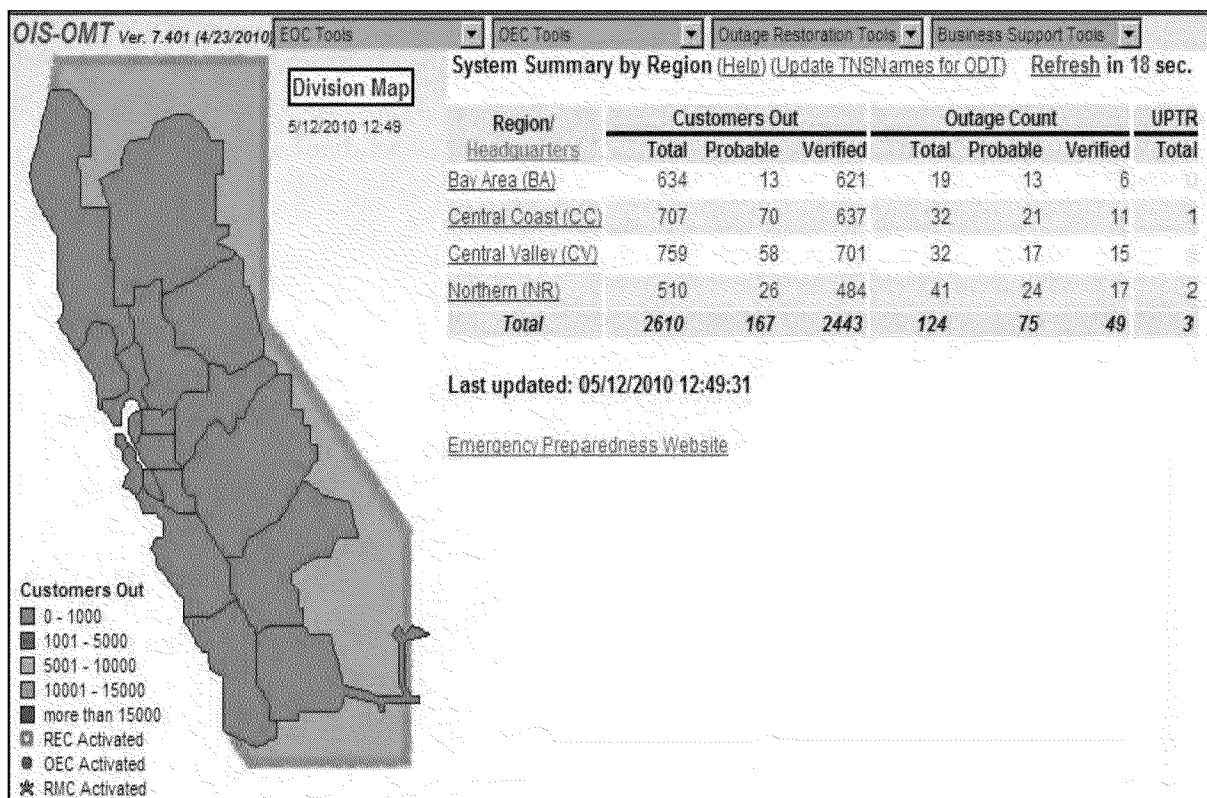 OIS-OMT Ver. 7.401 (4/23/2010) EOC Tools OEC Tools Outage Restoration Tools Business Support Tools
System Summary by Region (Help) (Update TNSNames for ODT) Refresh in 18 sec.
Division Map
5/12/2010 12:49
Region/ Customers Out Outage Count UPTR
Headquarters Total Probable Verified Total Probable Verified Total
Bay Area (BA) 634 13 621 19 13 6
Central Coast (CC) 707 70 637 32 21 11 1
Central Valley (CV) 759 58 701 32 17 15
Northern (NR) 510 26 484 41 24 17 2
Total 2610 167 2443 124 75 49 3
Last updated: 05/12/2010 12:49:31
Emergency Preparedness Website
Customers Out
0 - 1000
1001 - 5000
5001 - 10000
10001 - 15000
more than 15000
REC Activated
OEC Activated
RMC Activated